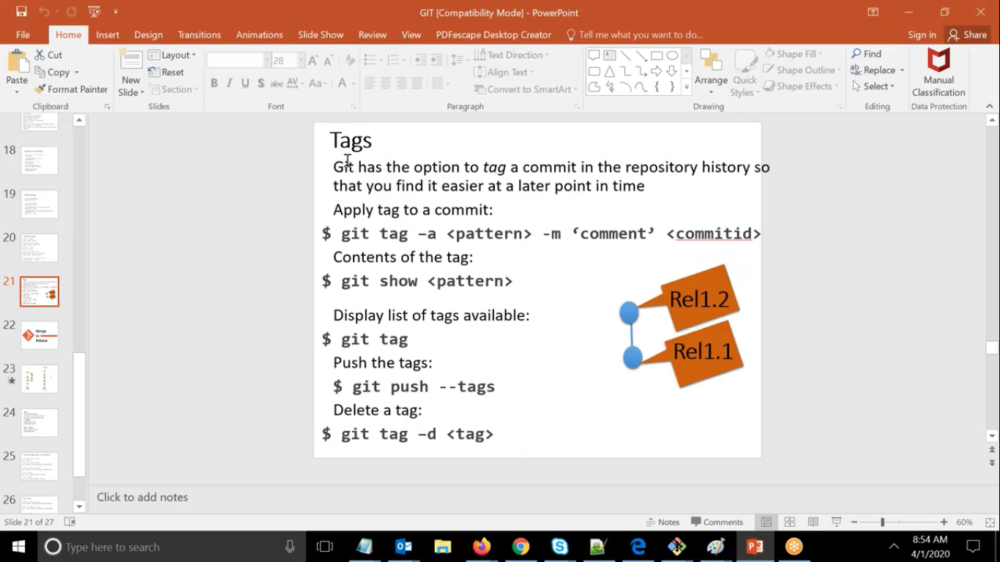 GIT [Compatibility Mode] - PowerPoint
File Home Insert Design Transitions Animations Slide Show Review View PDFescape Desktop Creator Tell me what you want to do... Sign in Share
Paste
Cut
Copy
Format Painter
Clipboard
New Slide
Layout
Reset
Section
Slides
28
B I U S abc AV Aa A
Font
Text Direction
Align Text
Convert to SmartArt
Paragraph
Arrange
Quick Styles
Shape Fill
Shape Outline
Shape Effects
Drawing
Find
Replace
Select
Editing
Manual Classification
Data Protection
18
19
20
21
22
Merge
vs
Rebase
23
24
25
26
Tags
Git has the option to tag a commit in the repository history so
that you find it easier at a later point in time
Apply tag to a commit:
$ git tag –a <pattern> -m ‘comment’ <commitid>
Contents of the tag:
$ git show <pattern>
Display list of tags available:
$ git tag
Push the tags:
$ git push --tags
Delete a tag:
$ git tag –d <tag>
Rel1.2
Rel1.1
Click to add notes
Slide 21 of 27 Notes Comments 60%
Type here to search
8:54 AM
4/1/2020